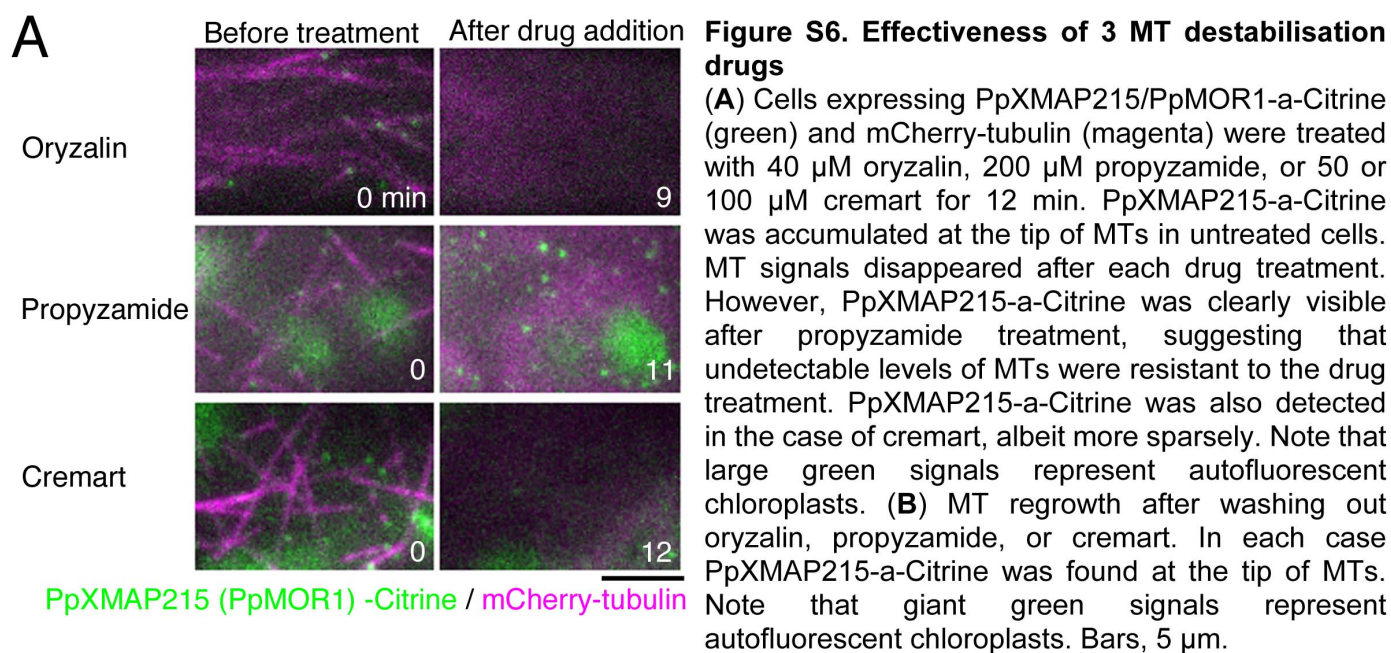 A
Before treatment
After drug addition
Oryzalin
0 min
9
Propyzamide
0
11
Cremart
0
12
PpXMAP215 (PpMOR1) -Citrine / mCherry-tubulin
Figure S6. Effectiveness of 3 MT destabilisation
drugs
(A) Cells expressing PpXMAP215/PpMOR1-a-Citrine
(green) and mCherry-tubulin (magenta) were treated
with 40 µM oryzalin, 200 µM propyzamide, or 50 or
100 µM cremart for 12 min. PpXMAP215-a-Citrine
was accumulated at the tip of MTs in untreated cells.
MT signals disappeared after each drug treatment.
However, PpXMAP215-a-Citrine was clearly visible
after propyzamide treatment, suggesting that
undetectable levels of MTs were resistant to the drug
treatment. PpXMAP215-a-Citrine was also detected
in the case of cremart, albeit more sparsely. Note that
large green signals represent autofluorescent
chloroplasts. (B) MT regrowth after washing out
oryzalin, propyzamide, or cremart. In each case
PpXMAP215-a-Citrine was found at the tip of MTs.
Note that giant green signals represent
autofluorescent chloroplasts. Bars, 5 µm.